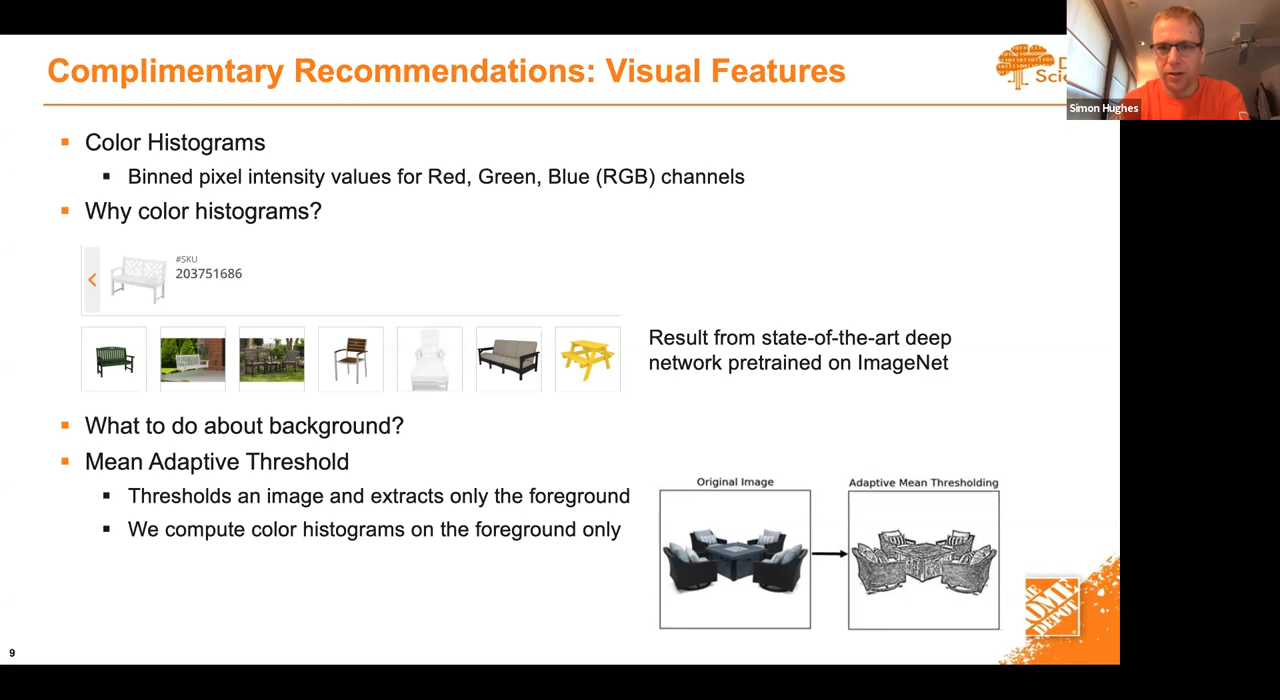 Complimentary Recommendations: Visual Features
Simon Hughes
Color Histograms
Binned pixel intensity values for Red, Green, Blue (RGB) channels
Why color histograms?
#SKU
203751686
Result from state-of-the-art deep
network pretrained on ImageNet
What to do about background?
Mean Adaptive Threshold
Thresholds an image and extracts only the foreground
We compute color histograms on the foreground only
Original Image
Adaptive Mean Thresholding
HOME
DEPOT
9